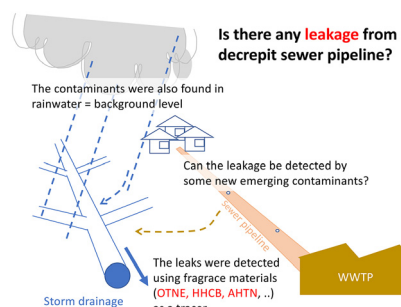 Is there any leakage from
decrepit sewer pipeline?
The contaminants were also found in
rainwater = background level
Can the leakage be detected by
some new emerging contaminants?
sewer pipeline
The leaks were detected
using fragrace materials
(OTNE, HHCB, AHTN, ..)
WWTP
Storm drainage